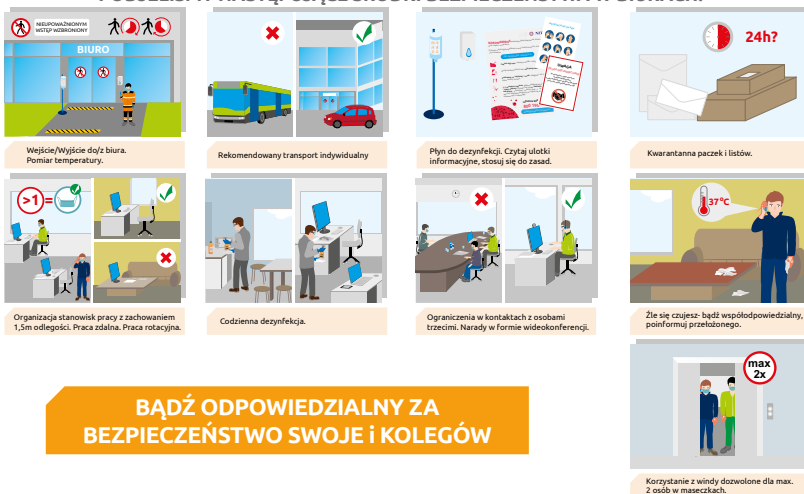 NIEUPOWAŻNIONYM
WSTĘP WZBRONIONY
BIURO
24h?
Wejście/Wyjście do/z biura.
Pomiar temperatury.
Rekomendowany transport indywidualny
Płyn do dezynfekcji. Czytaj ulotki
informacyjne, stosuj się do zasad.
Kwarantanna paczek i listów.
>1 =
37°C
Organizacja stanowisk pracy z zachowaniem
1,5m odległości. Praca zdalna. Praca rotacyjna.
Codzienna dezynfekcja.
Ograniczenia w kontaktach z osobami
trzecimi. Narady w formie wideokonferencji.
Źle się czujesz- bądź współodpowiedzialny,
poinformuj przełożonego.
max
2x
BĄDŹ ODPOWIEDZIALNY ZA
BEZPIECZEŃSTWO SWOJE i KOLEGÓW
Korzystanie z windy dozwolone dla max.
2 osób w maseczkach.